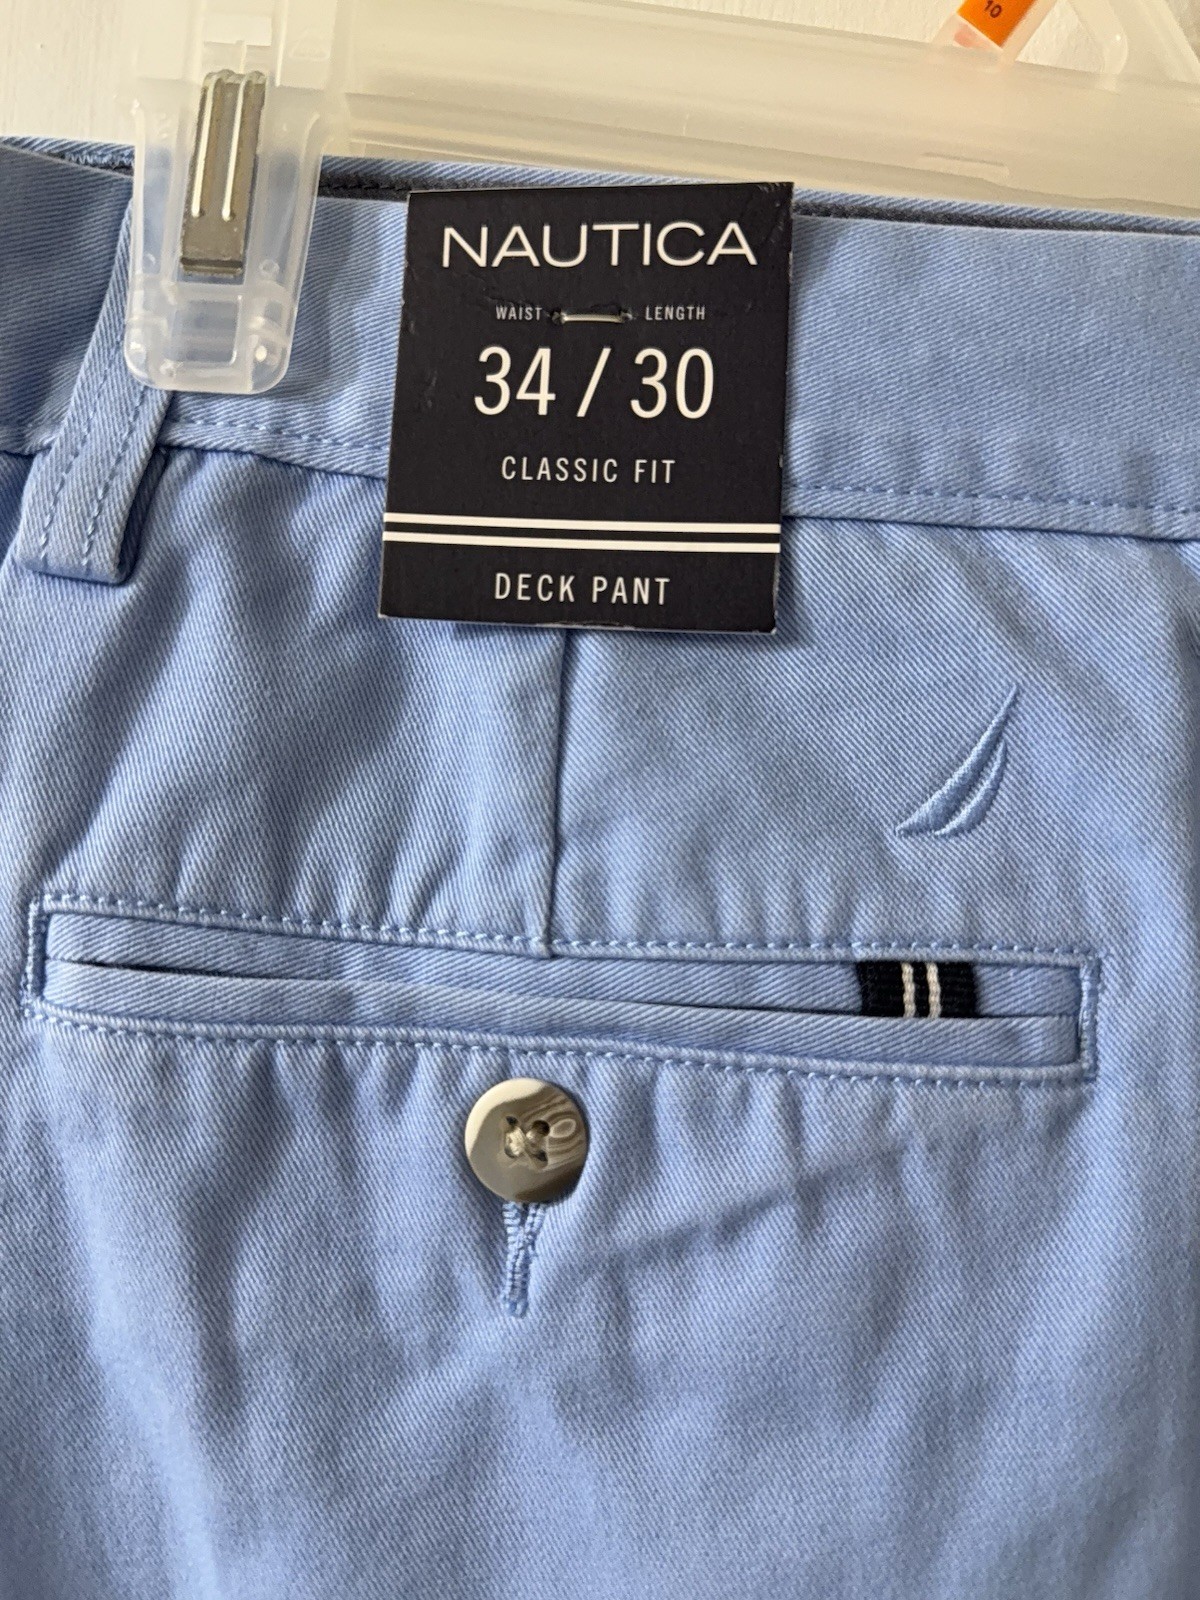 10
NAUTICA
WAIST LENGTH
34 / 30
CLASSIC FIT
DECK PANT